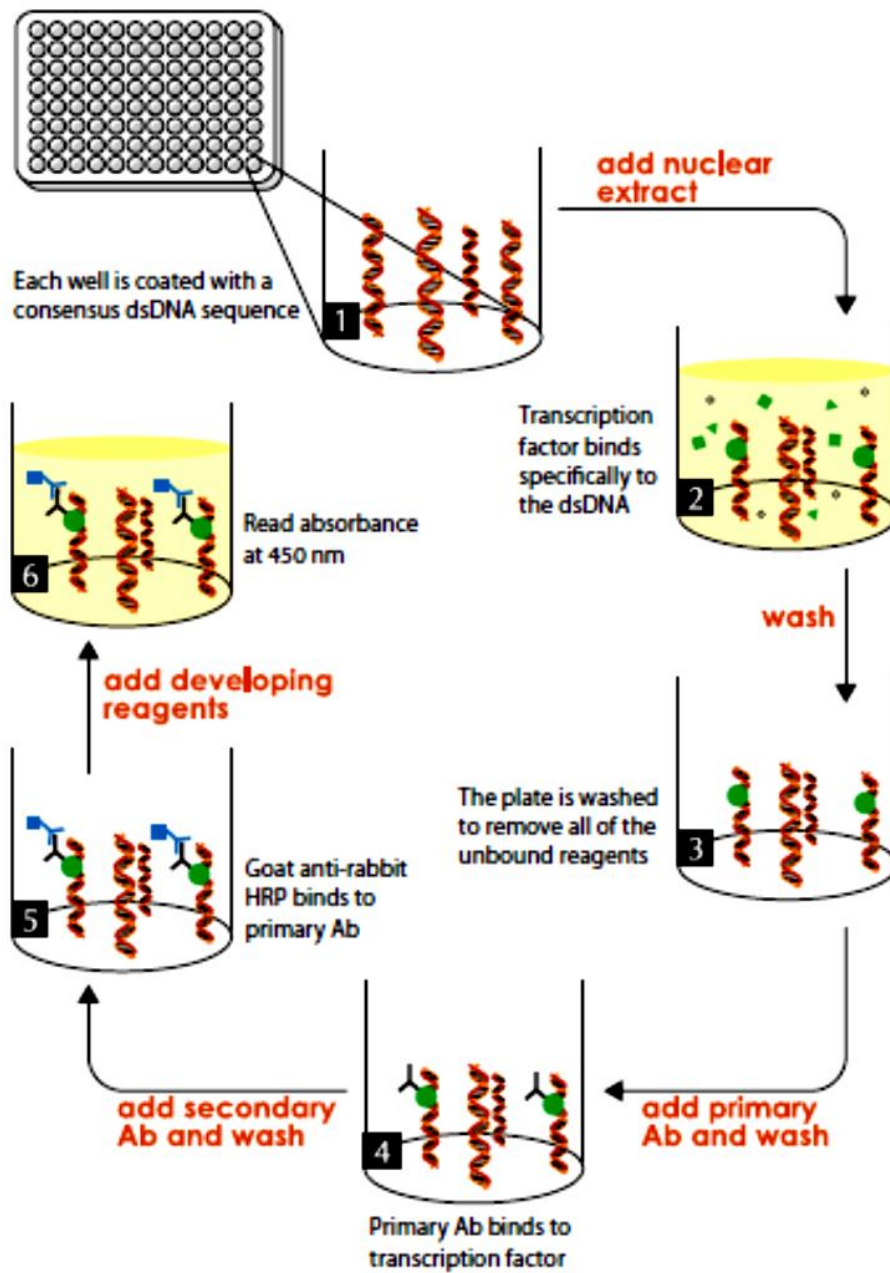 Each well is coated with a
consensus dsDNA sequence
1
add nuclear
extract
Transcription
factor binds
specifically to
the dsDNA
2
wash
The plate is washed
to remove all of the
unbound reagents
3
add primary
Ab and wash
4
Primary Ab binds to
transcription factor
add secondary
Ab and wash
5
Goat anti-rabbit
HRP binds to
primary Ab
add developing
reagents
6
Read absorbance
at 450 nm